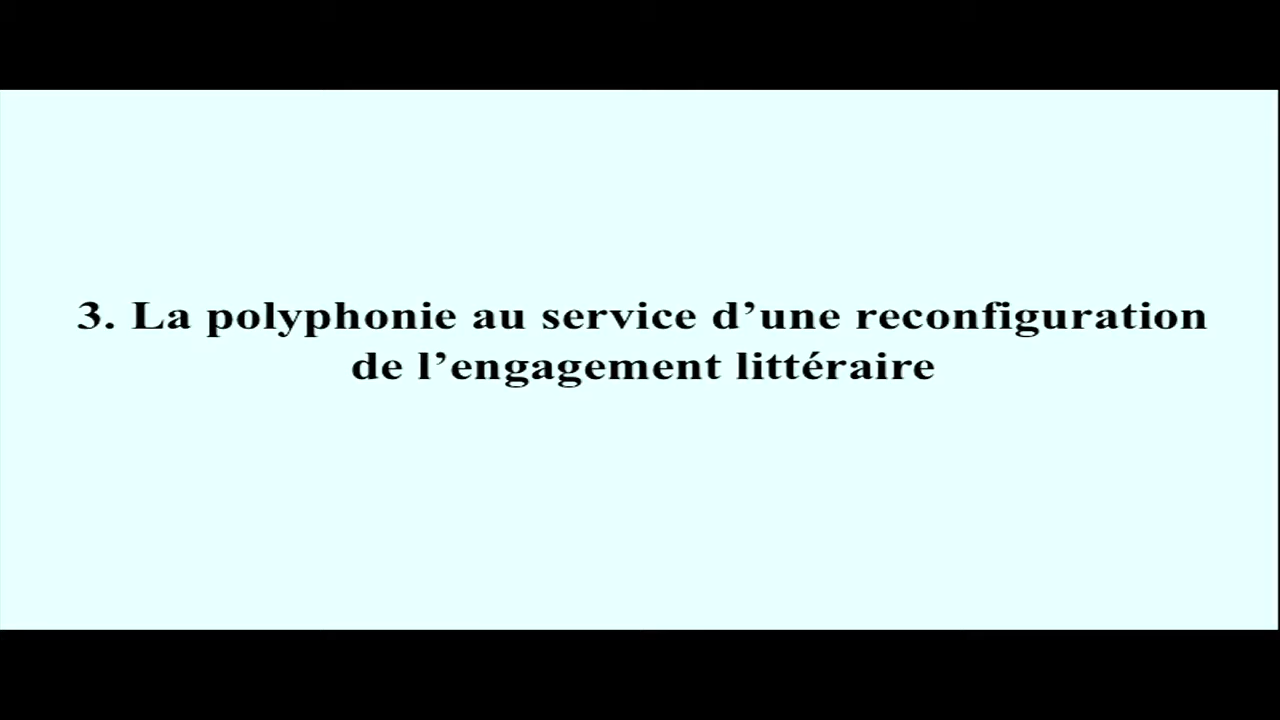 3. La polyphonie au service d’une reconfiguration
de l’engagement littéraire